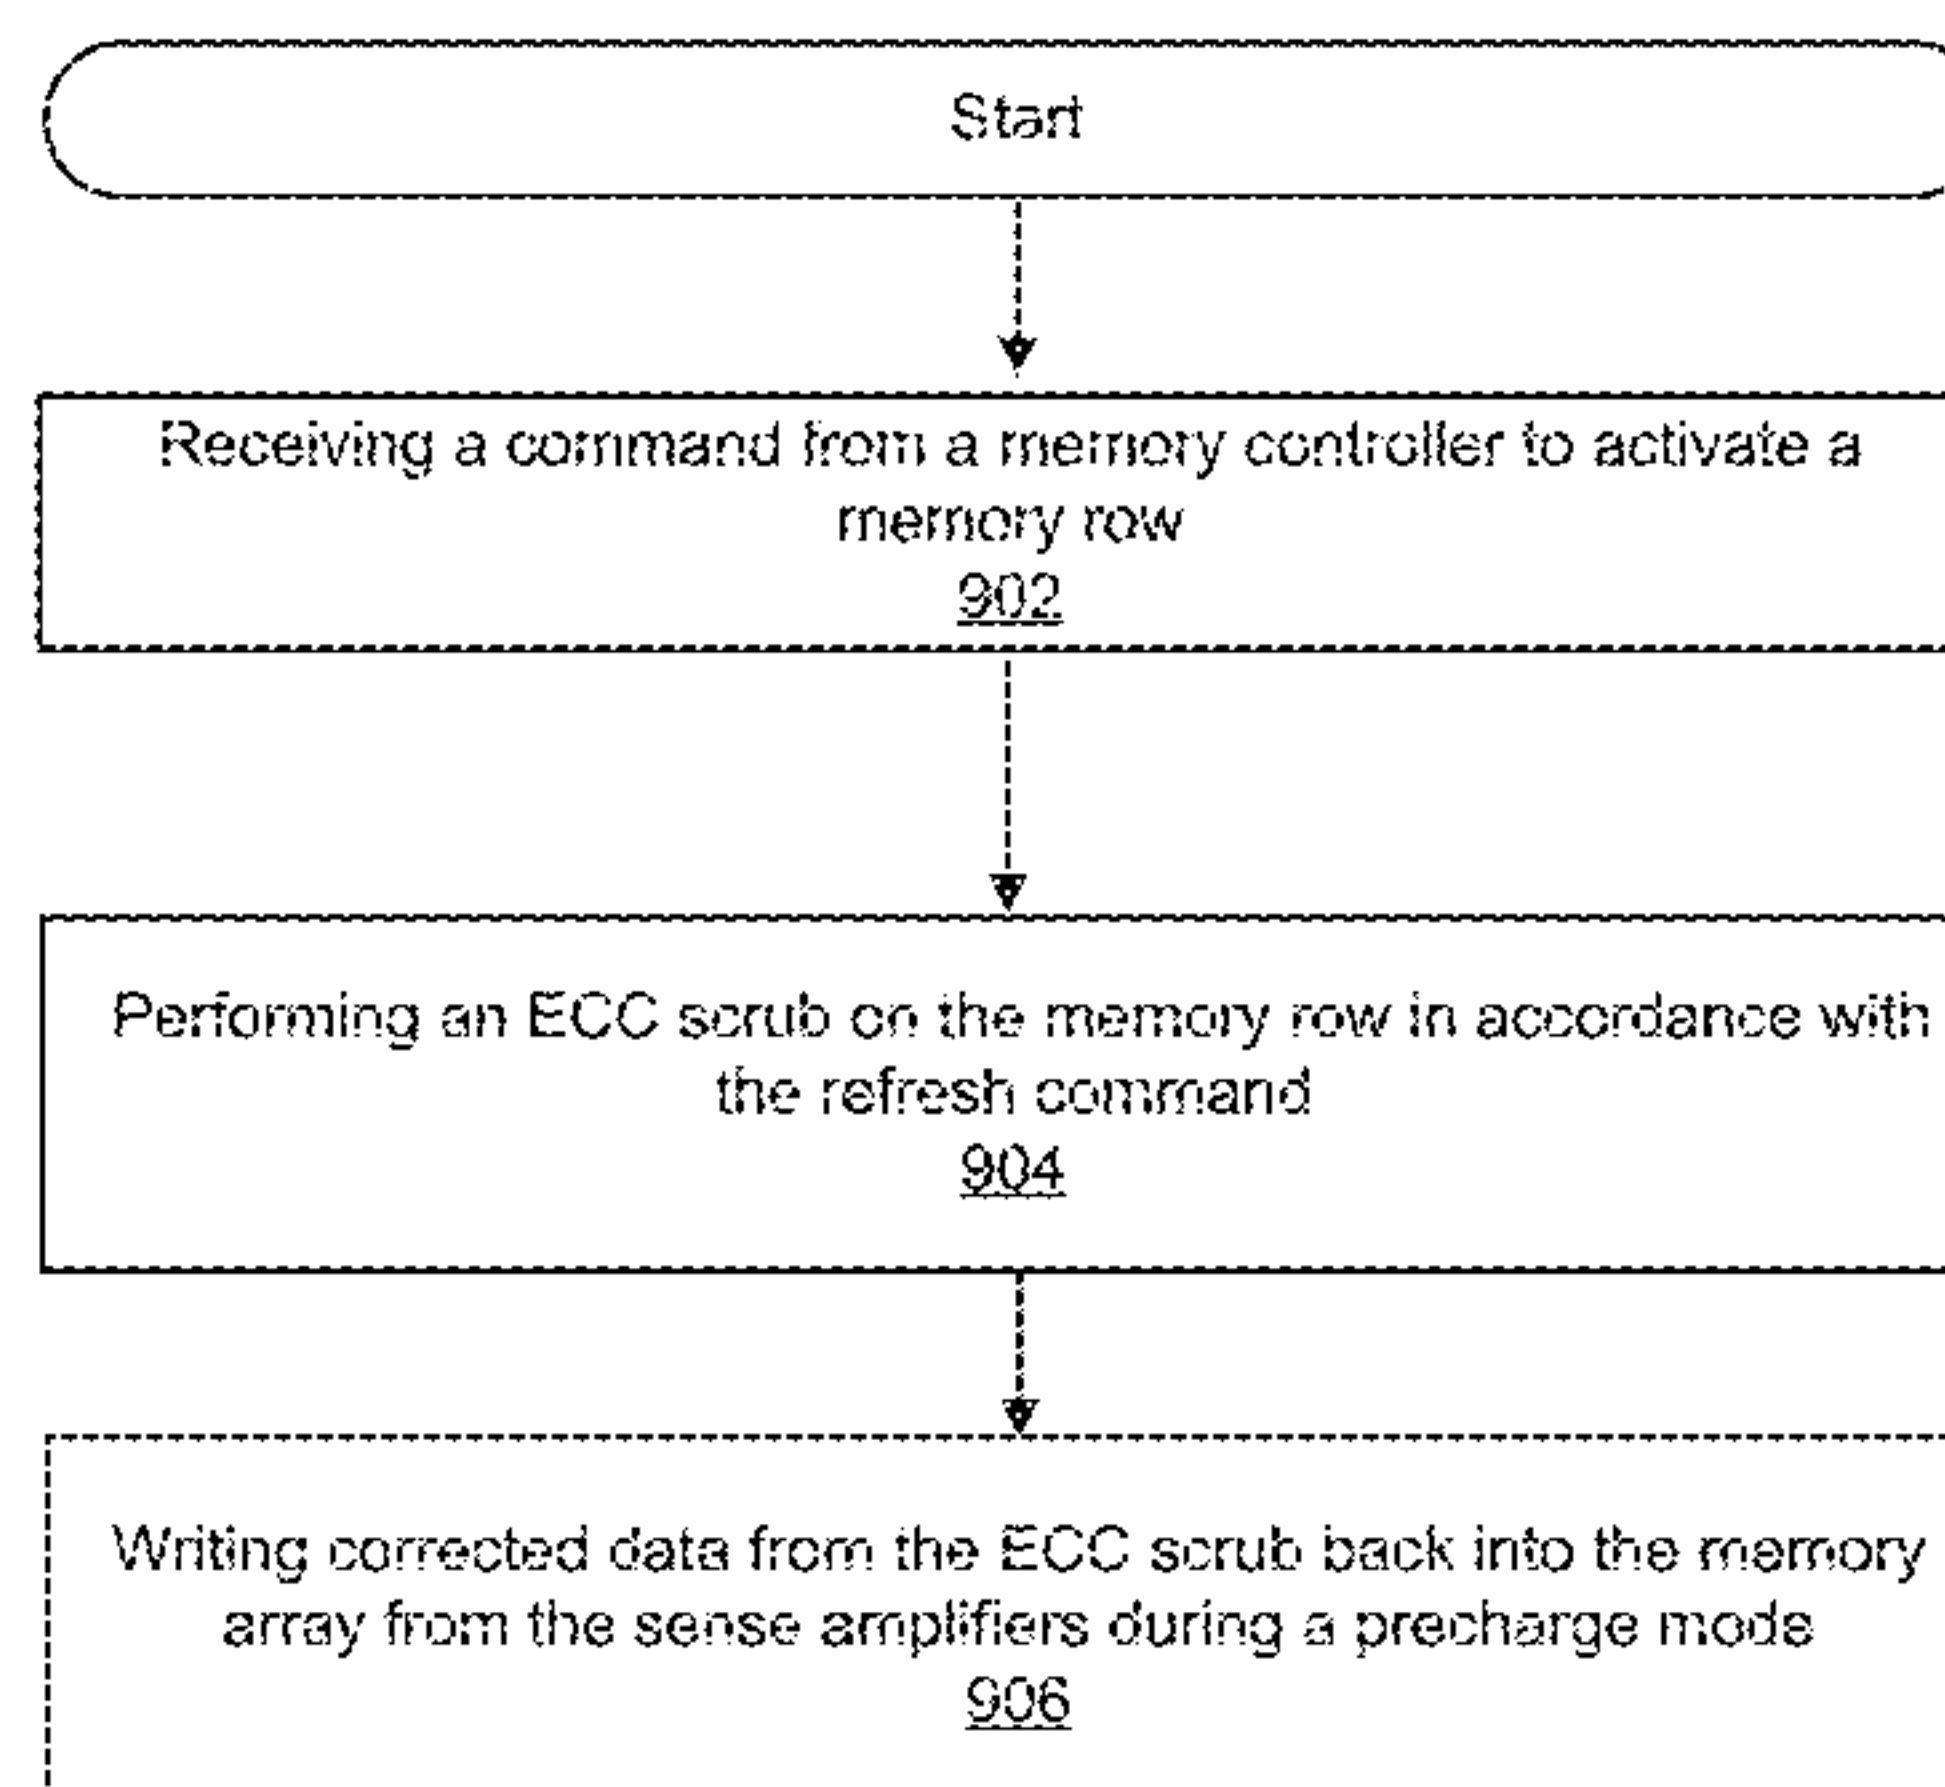 Start
Receiving a command from a memory controller to activate a
memory row
902
Performing an ECC scrub on the memory row in accordance with
the refresh command
904
Writing corrected data from the ECC scrub back into the memory
array from the sense amplifiers during a precharge mode
906